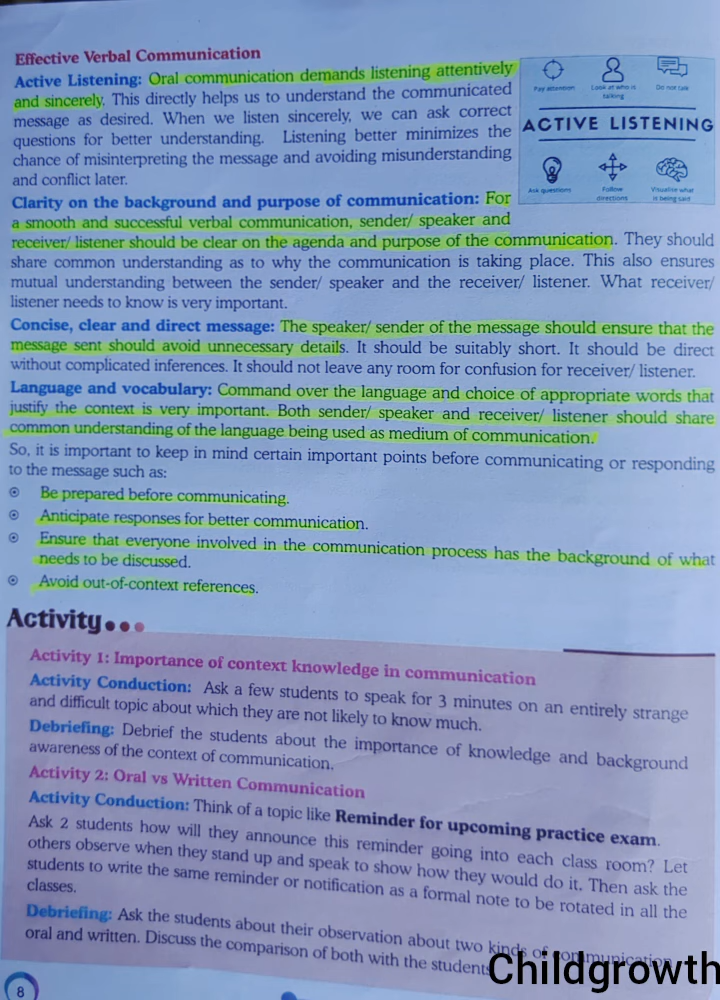 Effective Verbal Communication
Active Listening: Oral communication demands listening attentively
and sincerely. This directly helps us to understand the communicated
message as desired. When we listen sincerely, we can ask correct
questions for better understanding. Listening better minimizes the
chance of misinterpreting the message and avoiding misunderstanding
and conflict later.
Pay attention
Look at who is
talking
Do not talk
ACTIVE LISTENING
Ask questions
Follow
directions
Visualise what
is being said
Clarity on the background and purpose of communication: For
a smooth and successful verbal communication, sender/ speaker and
receiver/ listener should be clear on the agenda and purpose of the communication. They should
share common understanding as to why the communication is taking place. This also ensures
mutual understanding between the sender/ speaker and the receiver/ listener. What receiver/
listener needs to know is very important.
Concise, clear and direct message: The speaker/ sender of the message should ensure that the
message sent should avoid unnecessary details. It should be suitably short. It should be direct
without complicated inferences. It should not leave any room for confusion for receiver/ listener.
Language and vocabulary: Command over the language and choice of appropriate words that
justify the context is very important. Both sender/ speaker and receiver/ listener should share
common understanding of the language being used as medium of communication.
So, it is important to keep in mind certain important points before communicating or responding
to the message such as:
Be prepared before communicating.
Anticipate responses for better communication.
Ensure that everyone involved in the communication process has the background of what
needs to be discussed.
Avoid out-of-context references.
Activity...
Activity 1: Importance of context knowledge in communication
Activity Conduction: Ask a few students to speak for 3 minutes on an entirely strange
and difficult topic about which they are not likely to know much.
Debriefing: Debrief the students about the importance of knowledge and background
awareness of the context of communication.
Activity 2: Oral vs Written Communication
Activity Conduction: Think of a topic like Reminder for upcoming practice exam.
Ask 2 students how will they announce this reminder going into each class room? Let
others observe when they stand up and speak to show how they would do it. Then ask the
students to write the same reminder or notification as a formal note to be rotated in all the
classes.
Debriefing: Ask the students about their observation about two kinds of communication
oral and written. Discuss the comparison of both with the students
Childgrowth
8